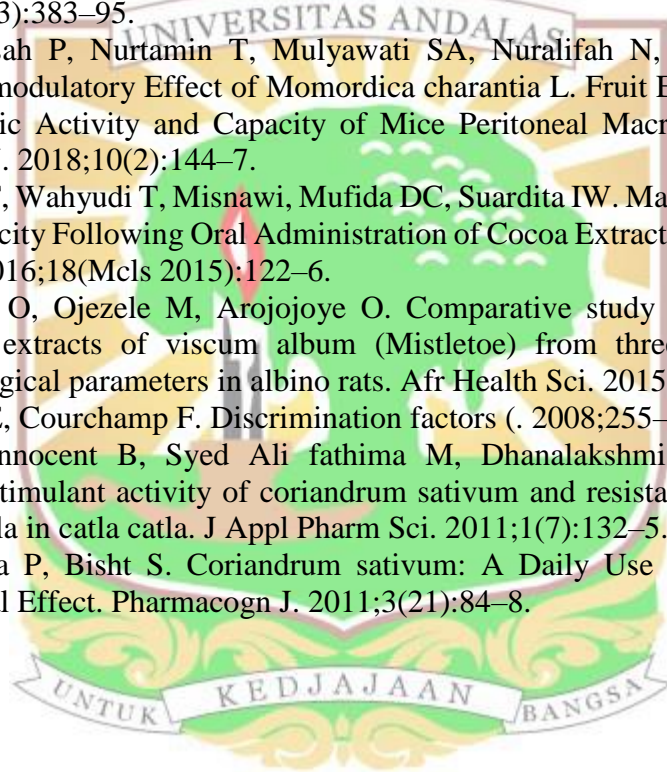 3):383–95.
UNIVERSITAS ANDALAS
ah P, Nurtamin T, Mulyawati SA, Nuralifah N,
modulatory Effect of Momordica charantia L. Fruit E
ic Activity and Capacity of Mice Peritoneal Macr
. 2018;10(2):144–7.
, Wahyudi T, Misnawi, Mufida DC, Suardita IW. Ma
city Following Oral Administration of Cocoa Extract
016;18(Mcls 2015):122–6.
O, Ojezele M, Arojojoye O. Comparative study
extracts of viscum album (Mistletoe) from three
gical parameters in albino rats. Afr Health Sci. 2015
, Courchamp F. Discrimination factors (. 2008;255–
nnocent B, Syed Ali fathima M, Dhanalakshmi
timulant activity of coriandrum sativum and resista
la in catla catla. J Appl Pharm Sci. 2011;1(7):132–5.
a P, Bisht S. Coriandrum sativum: A Daily Use
l Effect. Pharmacogn J. 2011;3(21):84–8.
UNTUK KEDJAJAAN BANGSA